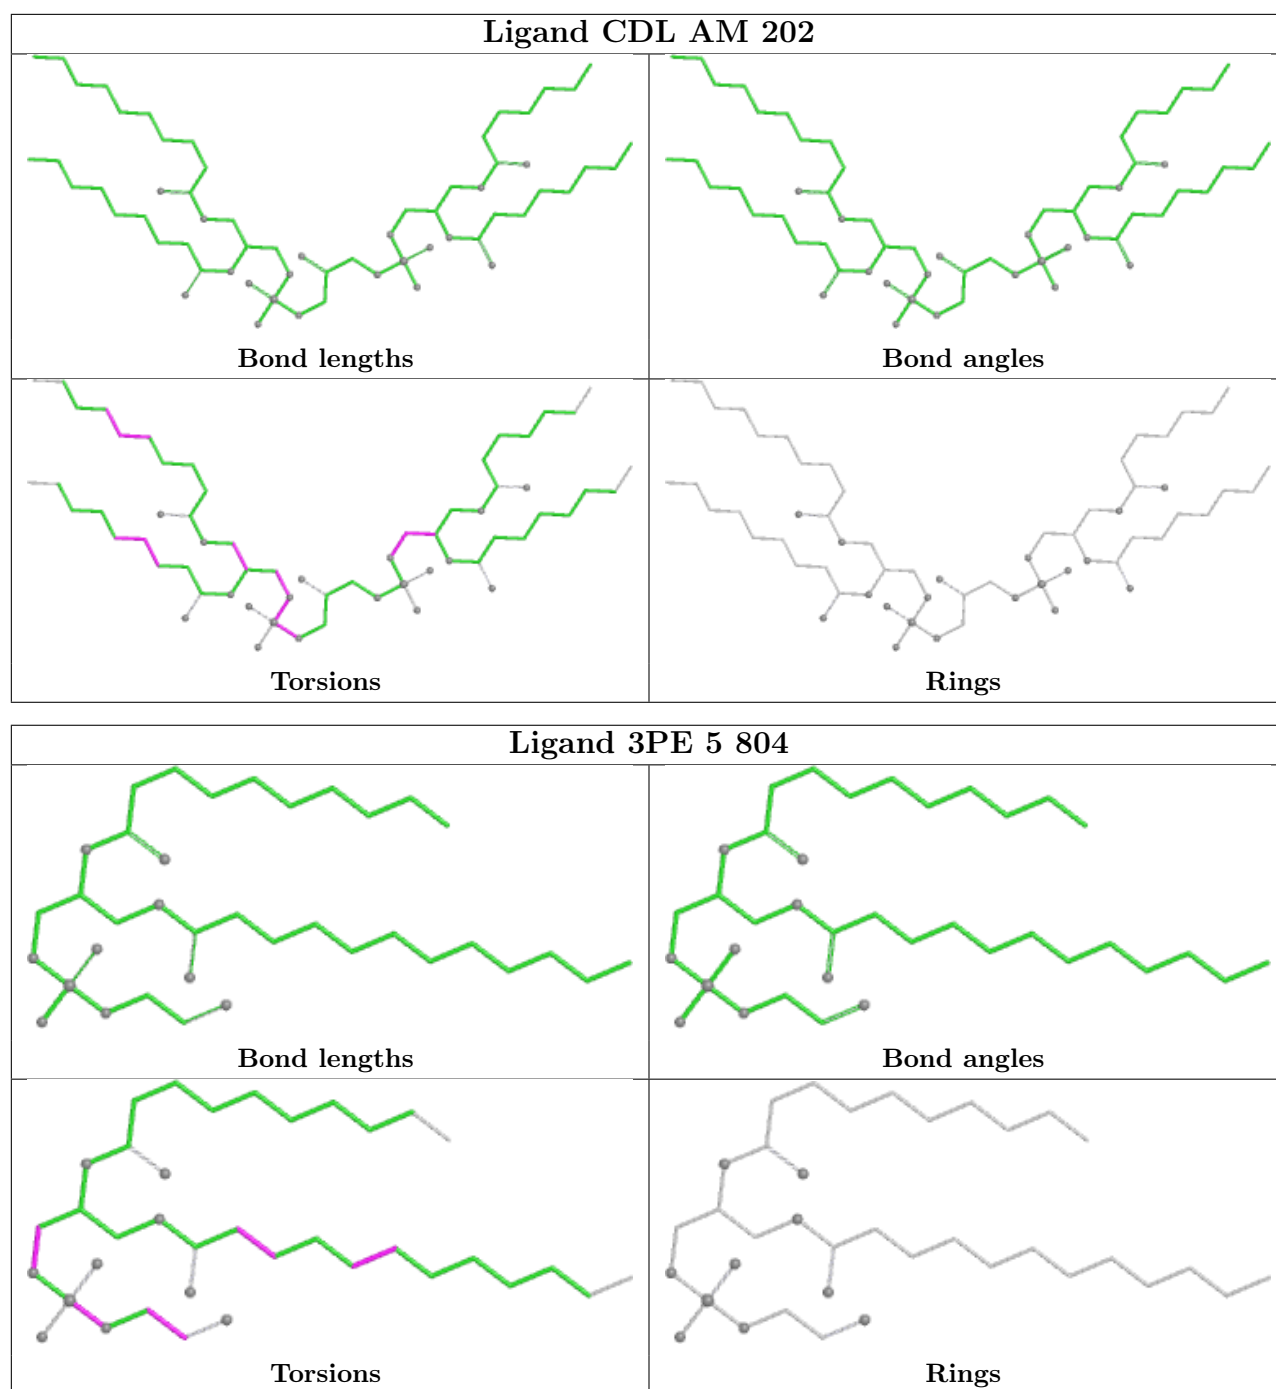 Ligand CDL AM 202
Bond lengths
Bond angles
Torsions
Rings
Ligand 3PE 5 804
Bond lengths
Bond angles
Torsions
Rings